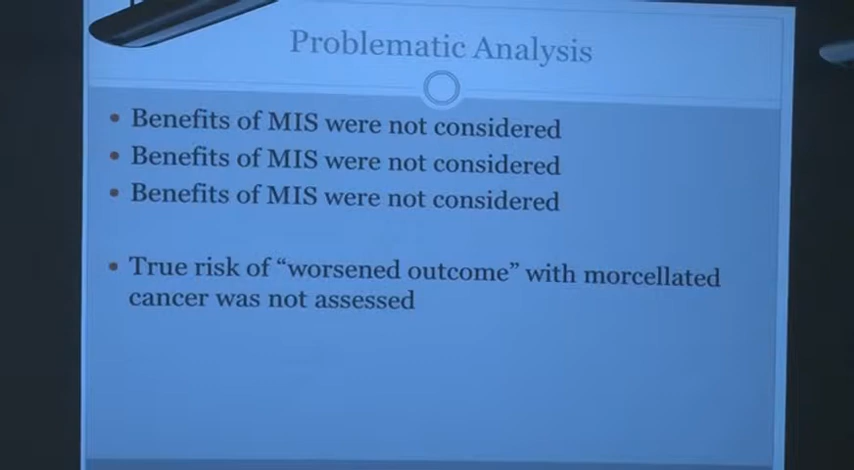 Problematic Analysis
• Benefits of MIS were not considered
• Benefits of MIS were not considered
• Benefits of MIS were not considered
• True risk of “worsened outcome” with morcellated
cancer was not assessed